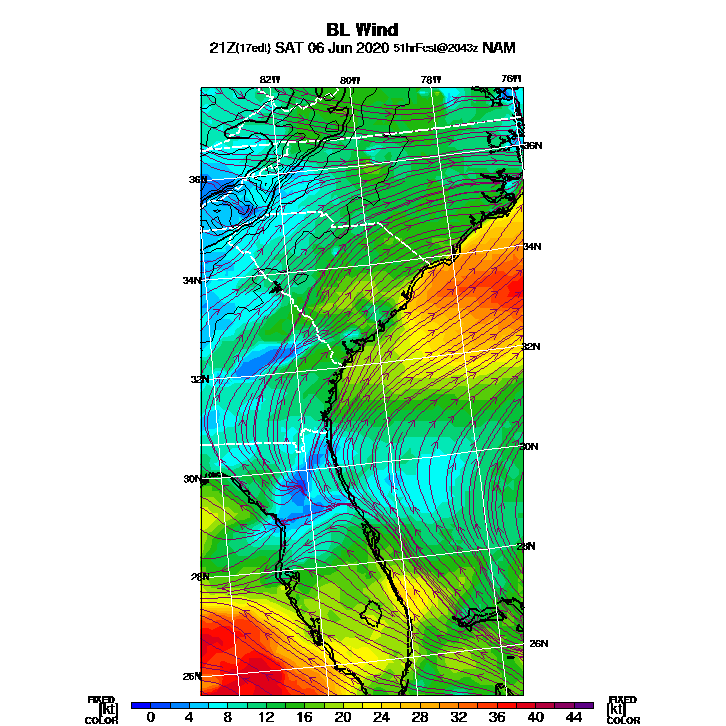 BL Wind
21Z(17edt) SAT 06 Jun 2020 51hrFcst@2043z NAM
82W 80W 78W 76W
36N
36N
34N
34N
32N
32N
30N
30N
28N
28N
26N
26N
FIXED FIXED
[kt] 0 4 8 12 16 20 24 28 32 36 40 44 [kt]
COLOR COLOR